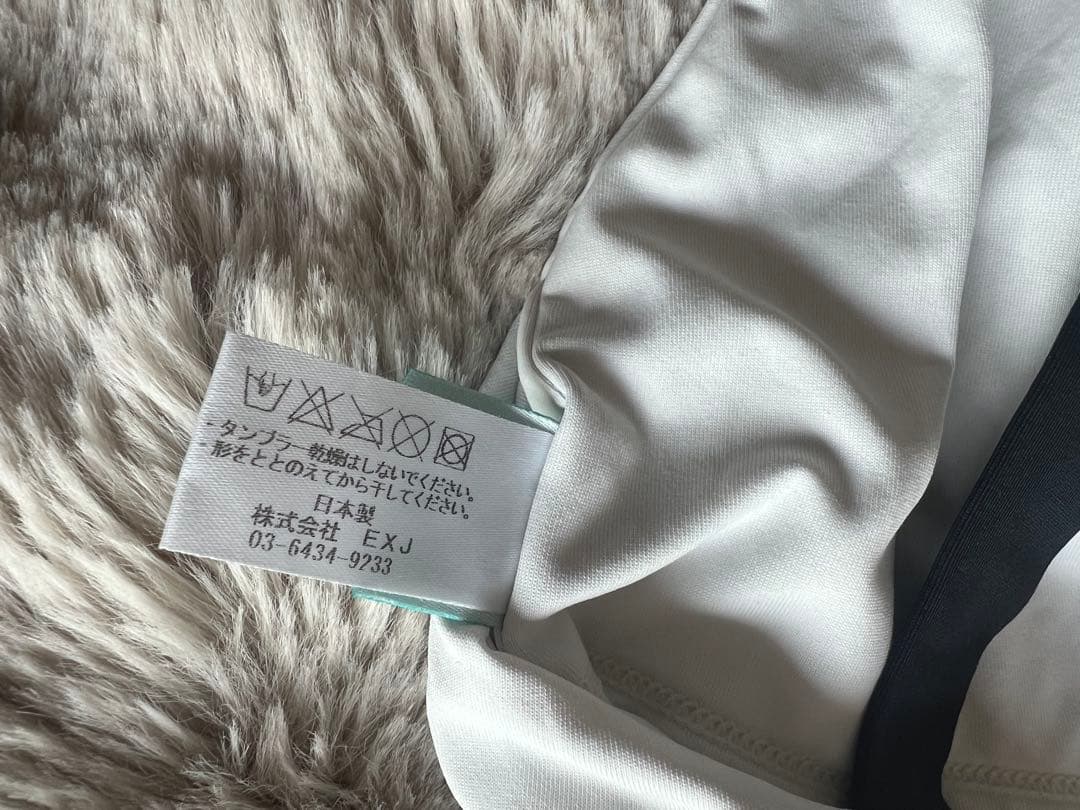 ・タンブラー乾燥はしないでください。
・形をととのえてから干してください。
日本製
株式会社 EXJ
03-6434-9233